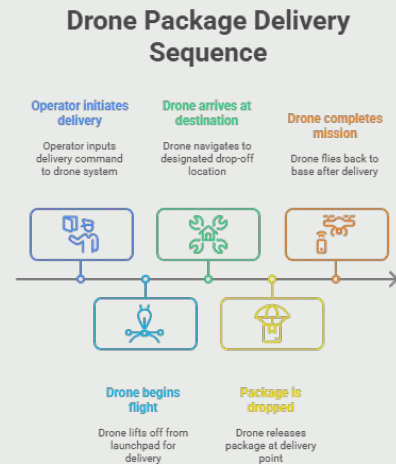 Drone Package Delivery
Sequence
Operator initiates
delivery
Operator inputs
delivery command
to drone system
Drone arrives at
destination
Drone navigates to
designated drop-off
location
Drone completes
mission
Drone flies back to
base after delivery
Drone begins
flight
Drone lifts off from
launchpad for
delivery
Package is
dropped
Drone releases
package at delivery
point